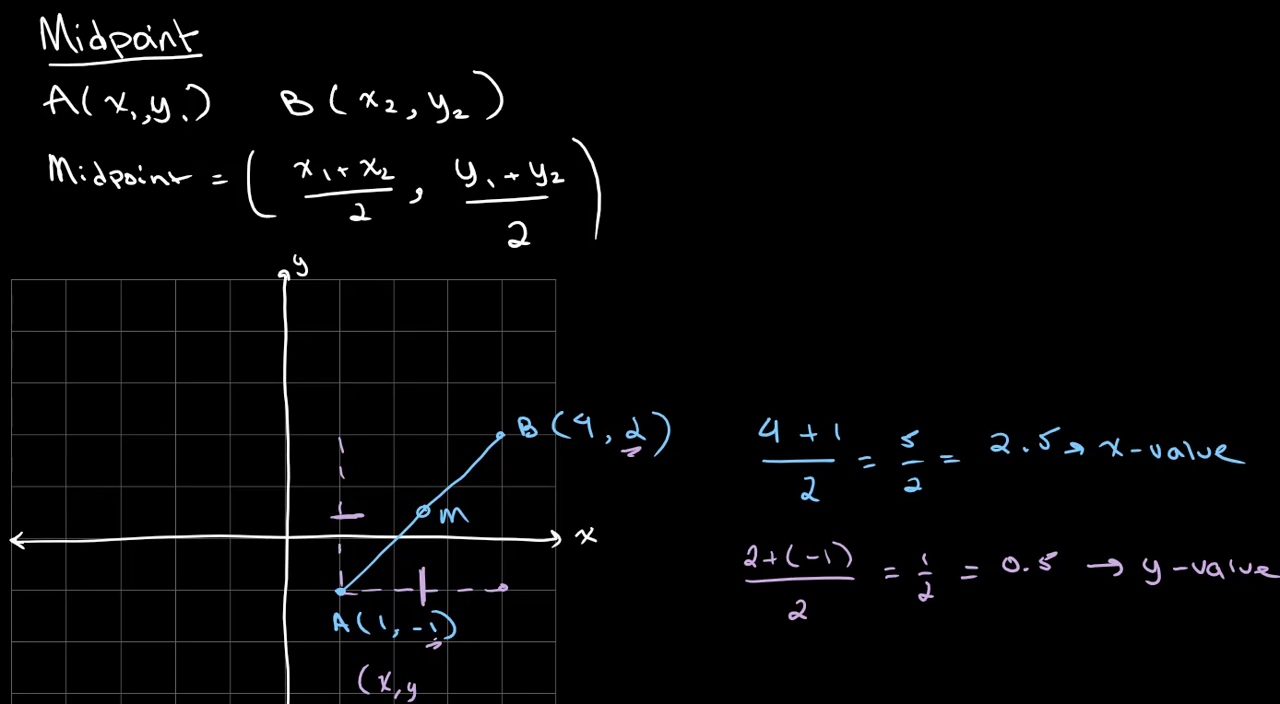 Midpoint
A(x₁, y₁) B(x₂, y₂)
Midpoint = ( x₁ + x₂ / 2 , y₁ + y₂ / 2 )
y
B (4, 2)
M
x
A(1, -1)
(x, y
4 + 1 / 2 = 5 / 2 = 2.5 → x-value
2 + (-1) / 2 = 1 / 2 = 0.5 → y-value